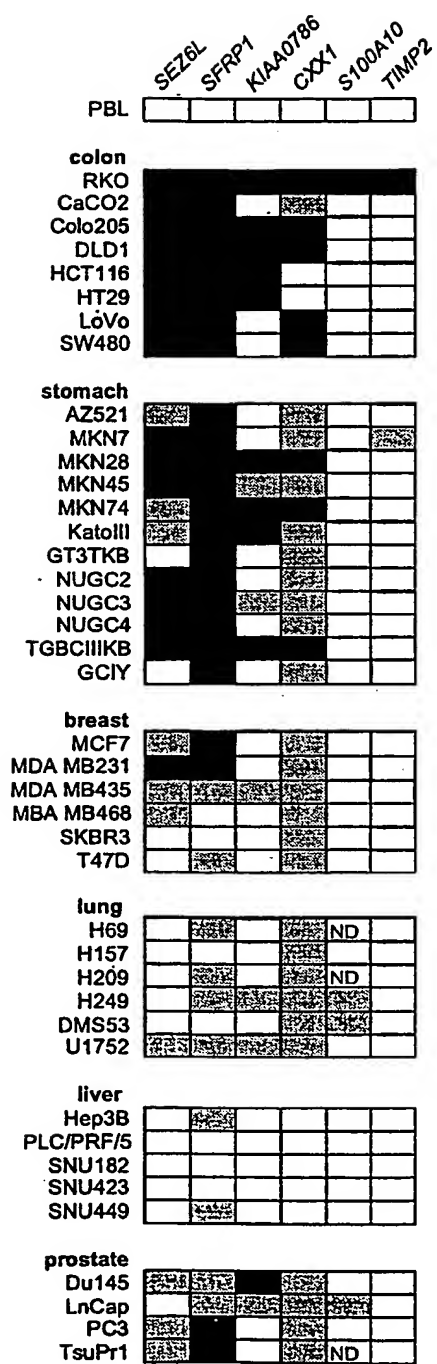 SEZ6L SFRP1 KIAA0786 CXX1 S100A10 TIMP2
PBL
colon
RKO
CaCO2
Colo205
DLD1
HCT116
HT29
LoVo
SW480
stomach
AZ521
MKN7
MKN28
MKN45
MKN74
KatoIII
GT3TKB
NUGC2
NUGC3
NUGC4
TGBCIIIKB
GCIY
breast
MCF7
MDA MB231
MDA MB435
MBA MB468
SKBR3
T47D
lung
H69 ND
H157
H209 ND
H249
DMS53
U1752
liver
Hep3B
PLC/PRF/5
SNU182
SNU423
SNU449
prostate
Du145
LnCap
PC3
TsuPr1 ND